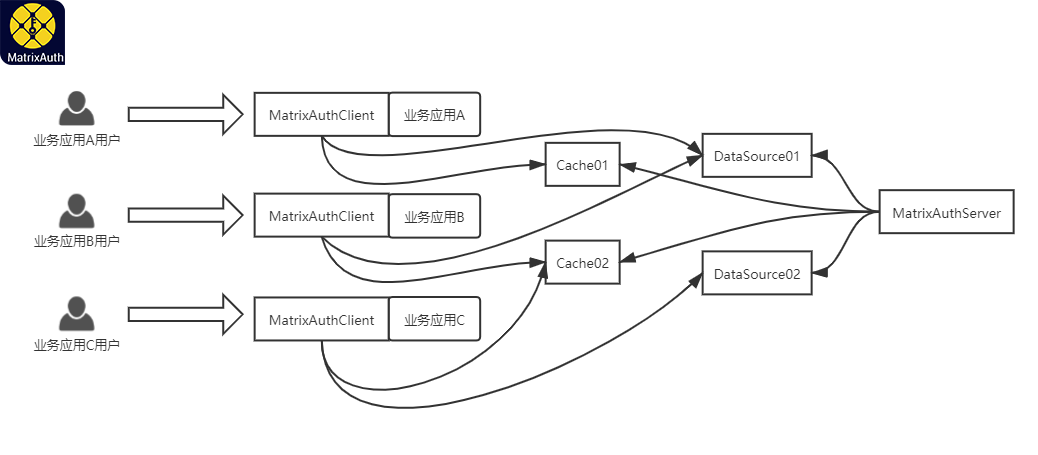 MatrixAuth
业务应用A用户
MatrixAuthClient
业务应用A
Cache01
DataSource01
业务应用B用户
MatrixAuthClient
业务应用B
MatrixAuthServer
Cache02
DataSource02
业务应用C用户
MatrixAuthClient
业务应用C